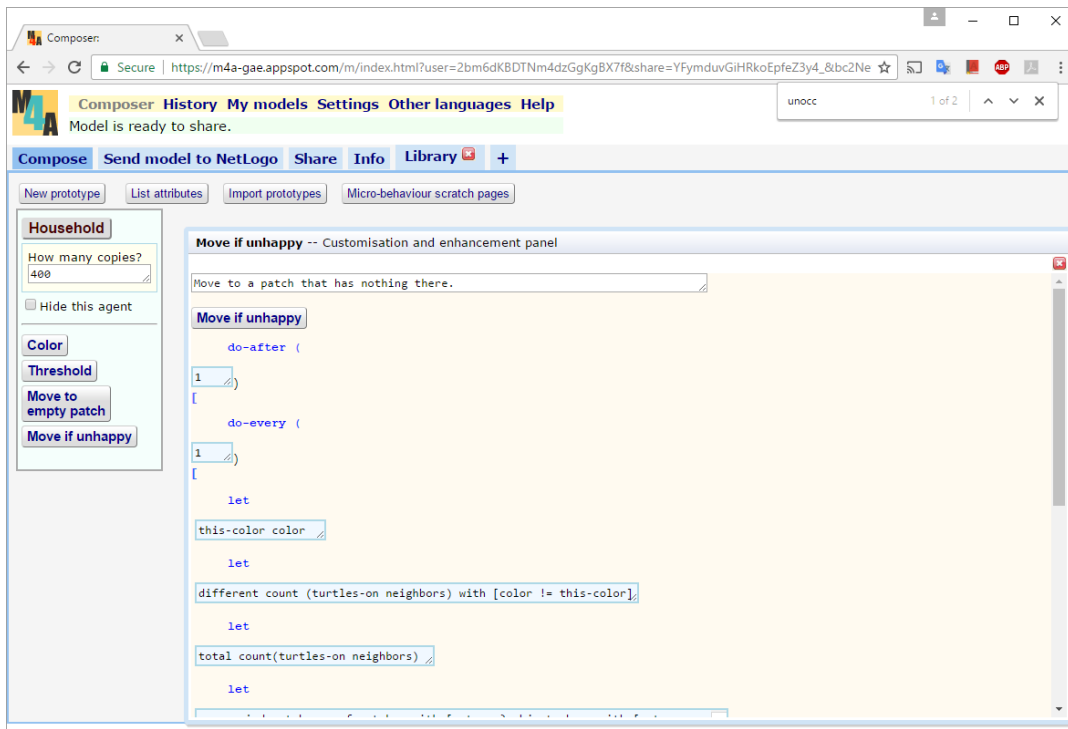 Composer:
Secure | https://m4a-gae.appspot.com/m/index.html?user=2bm6dKBDTNm4dzGgKgBX7f&share=YFymduvGiHRkoEpfeZ3y4_&bc2Ne
ABP
unocc 1 of 2
M4A
Composer History My models Settings Other languages Help
Model is ready to share.
Compose Send model to NetLogo Share Info Library +
New prototype List attributes Import prototypes Micro-behaviour scratch pages
Household
How many copies?
400
Hide this agent
Color
Threshold
Move to
empty patch
Move if unhappy
Move if unhappy -- Customisation and enhancement panel
Move to a patch that has nothing there.
Move if unhappy
do-after (
1 )
[
do-every (
1 )
[
let
this-color color
let
different count (turtles-on neighbors) with [color != this-color]
let
total count(turtles-on neighbors)
let